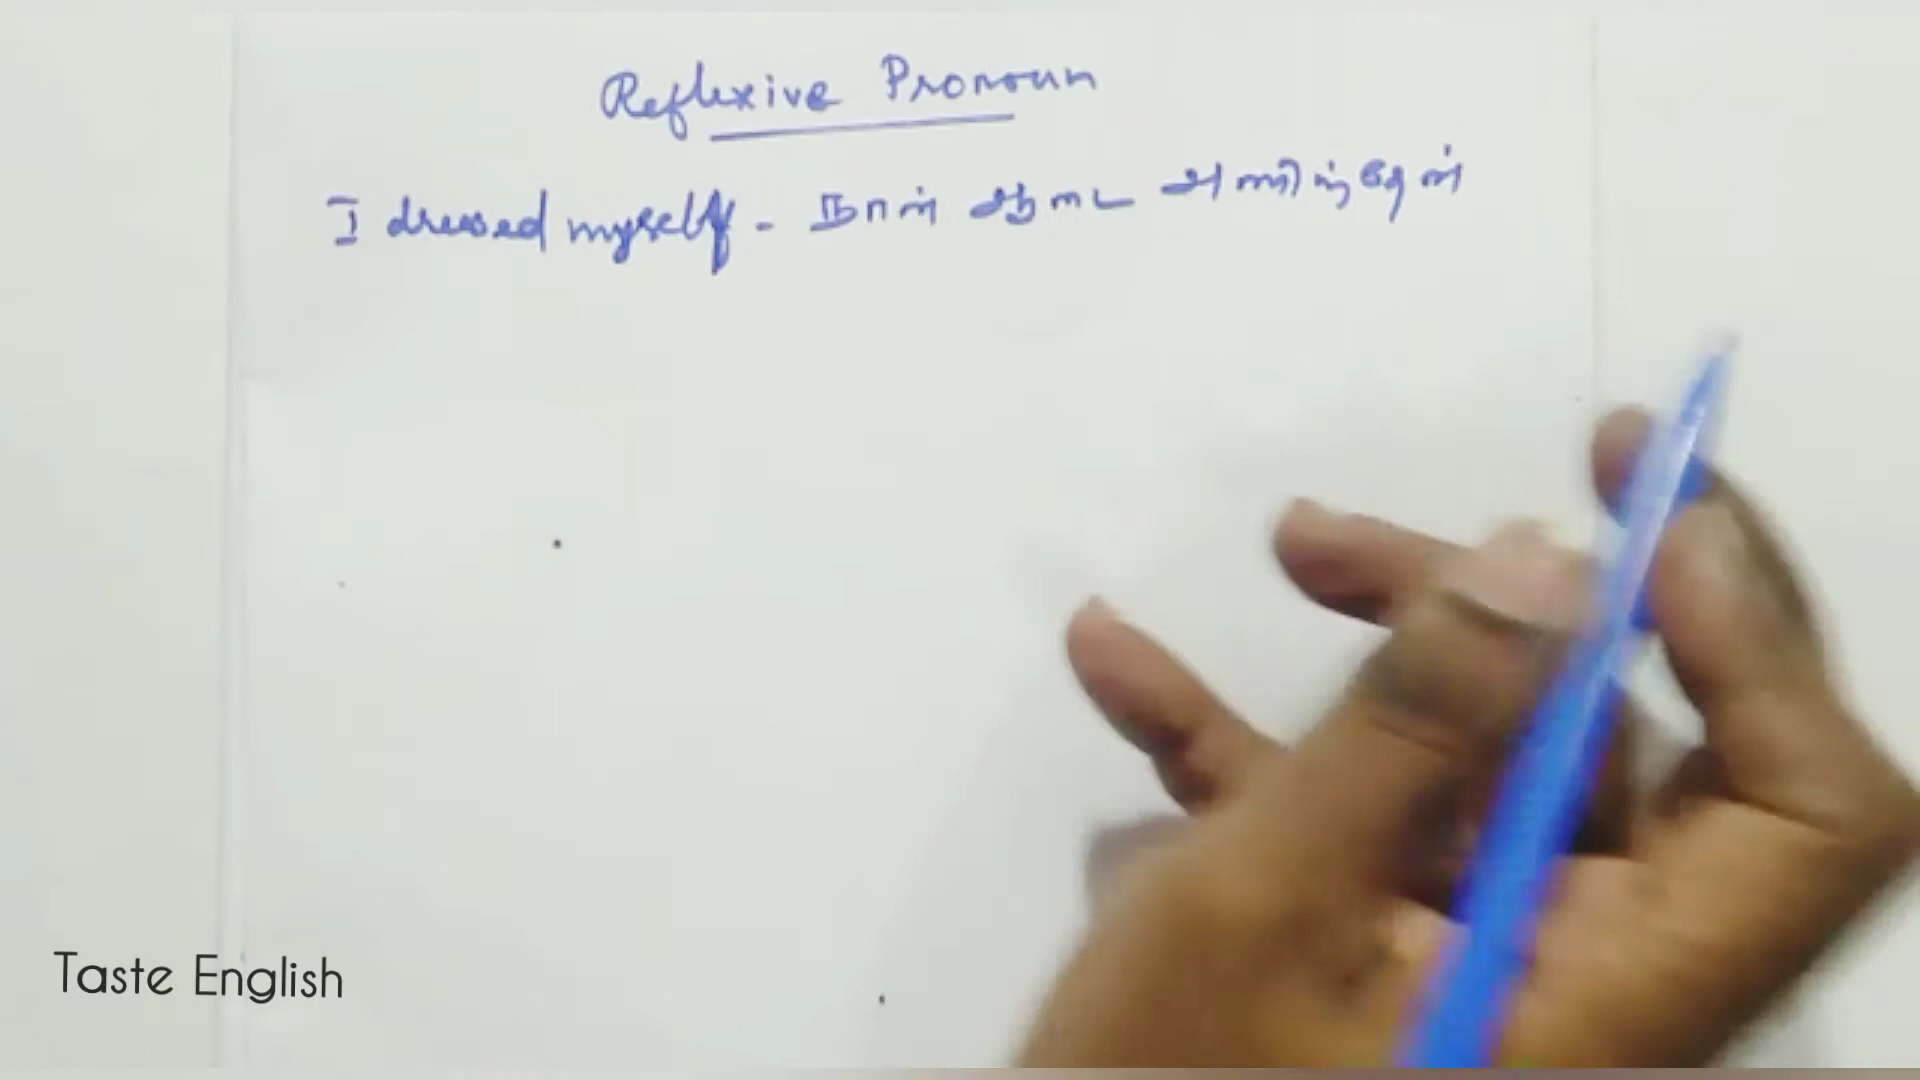 Reflexive Pronoun
I dressed myself - நான் ஆடை அணிந்தேன்
Taste English